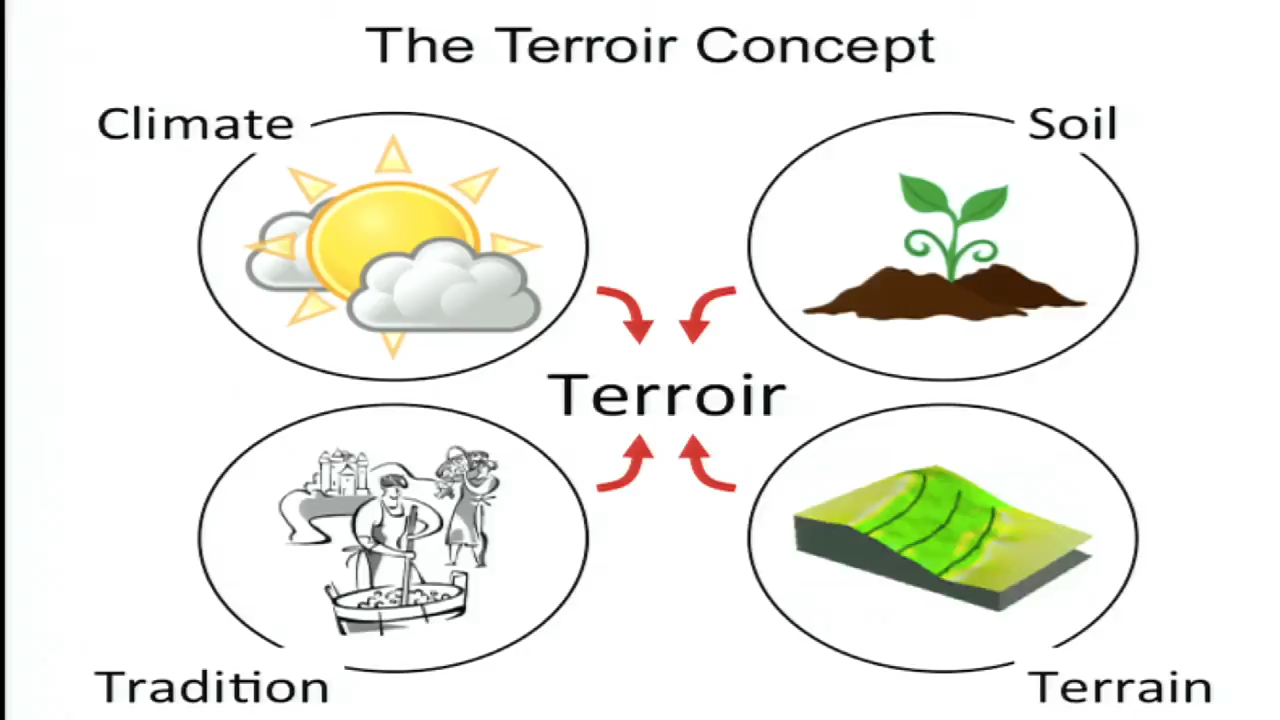 The Terroir Concept
Climate
Soil
Terroir
Tradition
Terrain